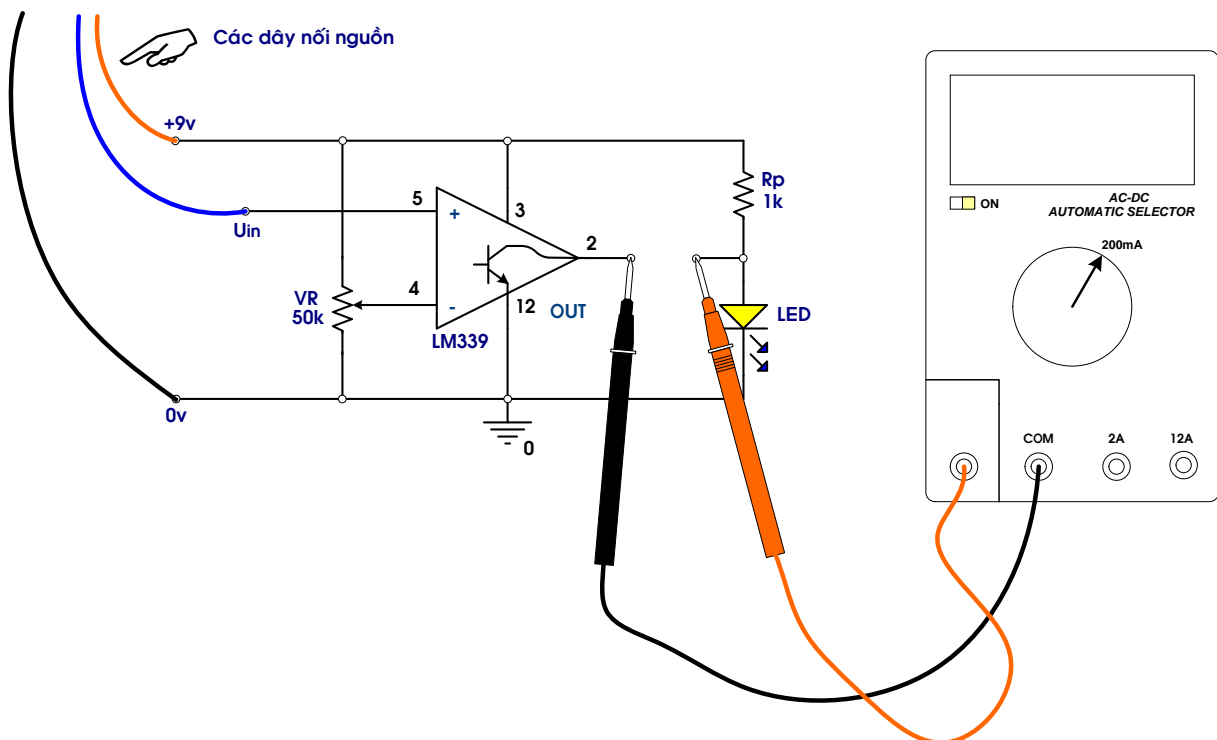 Các dây nối nguồn
+9v
Rp
1k
ON
AC-DC
AUTOMATIC SELECTOR
5
+
3
Uin
2
200mA
VR
50k
4
-
12
OUT
LED
LM339
0v
0
COM
2A
12A